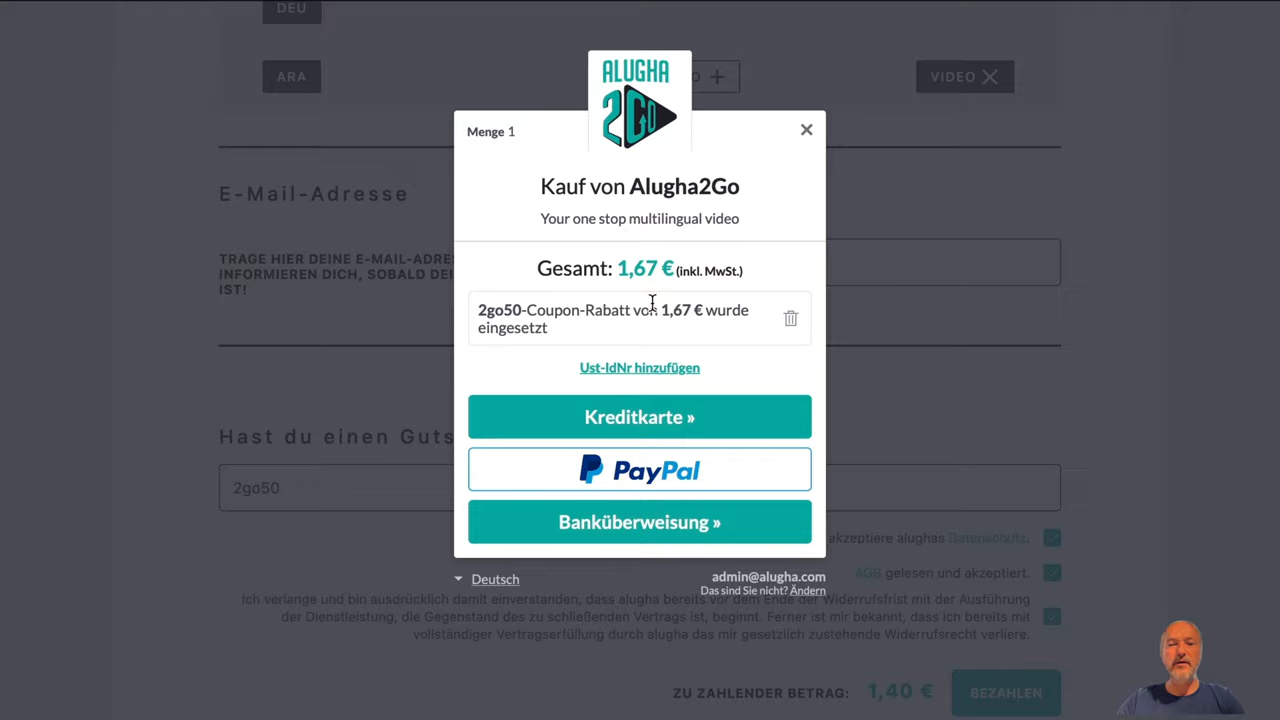 DEU
ARA
O +
VIDEO
ALUGHA
2GO
Menge 1
Kauf von Alugha2Go
Your one stop multilingual video
Gesamt: 1,67 € (inkl. MwSt.)
2go50-Coupon-Rabatt von 1,67 € wurde
eingesetzt
Ust-IdNr hinzufügen
Kreditkarte »
PayPal
Banküberweisung »
Deutsch
admin@alugha.com
Das sind Sie nicht? Ändern
E-Mail-Adresse
TRAGE HIER DEINE E-MAIL-ADRES
INFORMIEREN DICH, SOBALD DEI
IST!
Hast du einen Guts
2go50
akzeptiere alughas Datenschutz.
AGB gelesen und akzeptiert.
Ich verlange und bin ausdrücklich damit einverstanden, dass alugha bereits vor dem Ende der Widerrufsfrist mit der Ausführung
der Dienstleistung, die Gegenstand des zu schließenden Vertrags ist, beginnt. Ferner ist mir bekannt, dass ich bereits mit
vollständiger Vertragserfüllung durch alugha das mir gesetzlich zustehende Widerrufsrecht verliere.
ZU ZAHLENDER BETRAG: 1,40 € BEZAHLEN